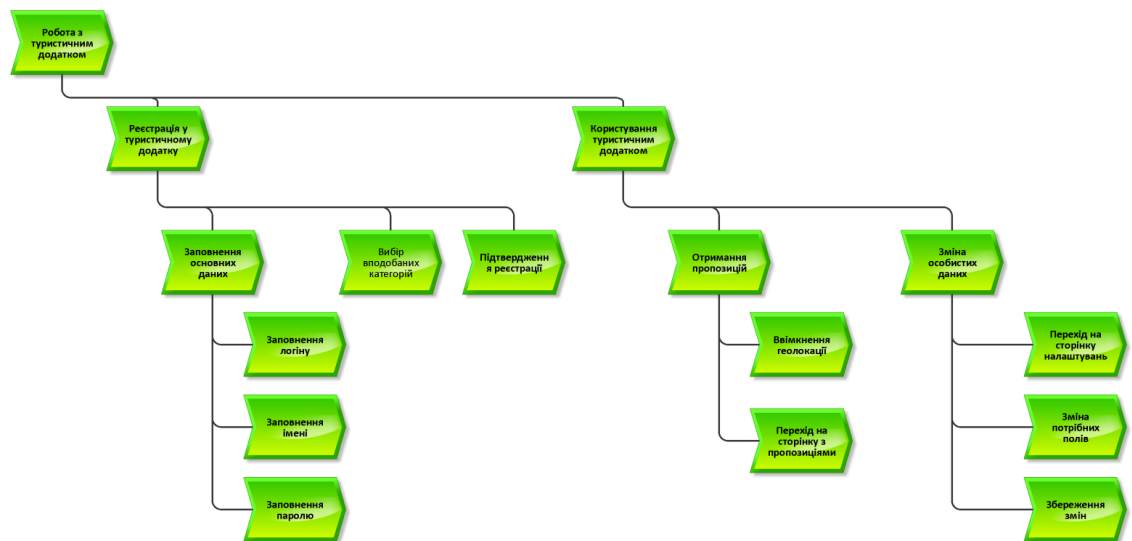 Робота з
туристичним
додатком
Реєстрація у
туристичному
додатку
Користування
туристичним
додатком
Заповнення
основних
даних
Вибір
вподобаних
категорій
Підтвердженн
я реєстрації
Отримання
пропозицій
Зміна
особистих
даних
Заповнення
логіну
Ввімкнення
геолокації
Перехід на
сторінку
налаштувань
Заповнення
імені
Перехід на
сторінку з
пропозиціями
Зміна
потрібних
полів
Заповнення
паролю
Збереження
змін